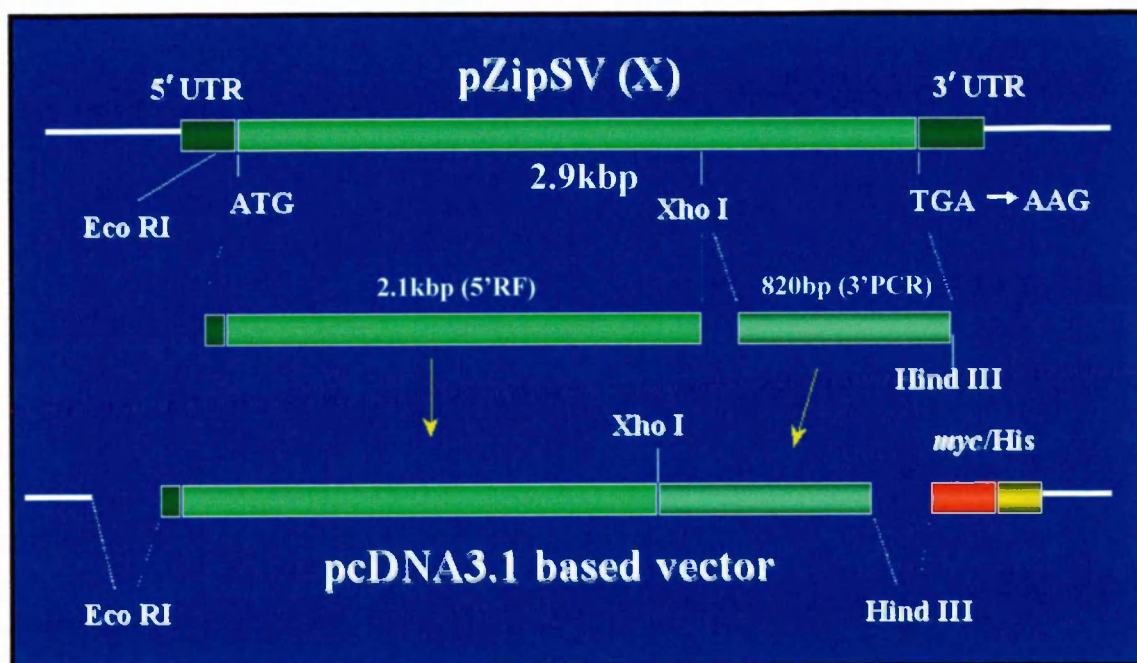 pZipSV (X)
5' UTR
3' UTR
2.9kbp
ATG
Xho I
TGA → AAG
Eco RI
2.1kbp (5'RF)
820bp (3'PCR)
Hind III
Xho I
myc/His
pcDNA3.1 based vector
Eco RI
Hind III